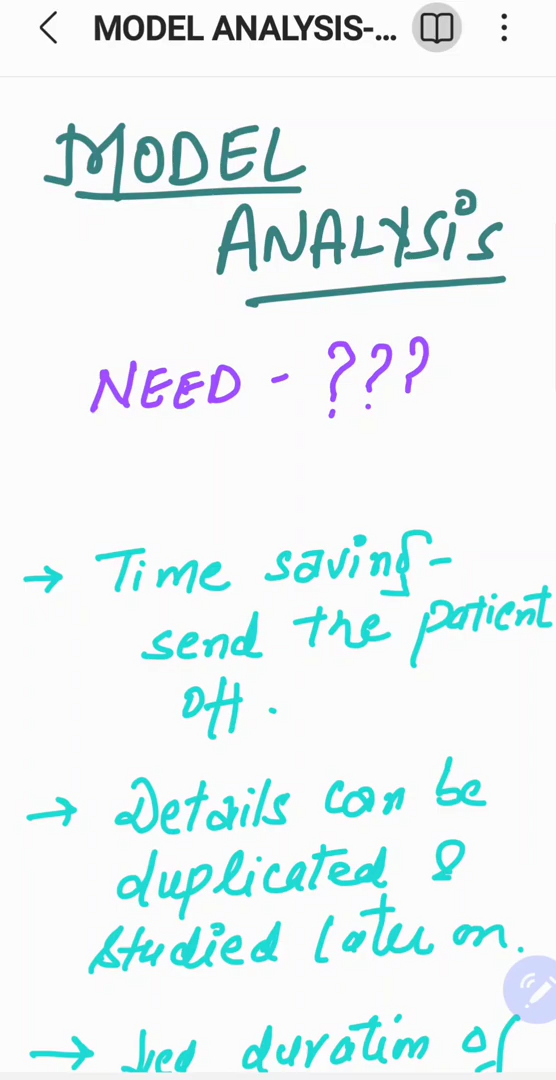 MODEL ANALYSIS-...
MODEL
ANALYSIS
NEED - ???
→ Time saving-
send the patient
off.
→ Details can be
duplicated &
studied later on.
→ duration of